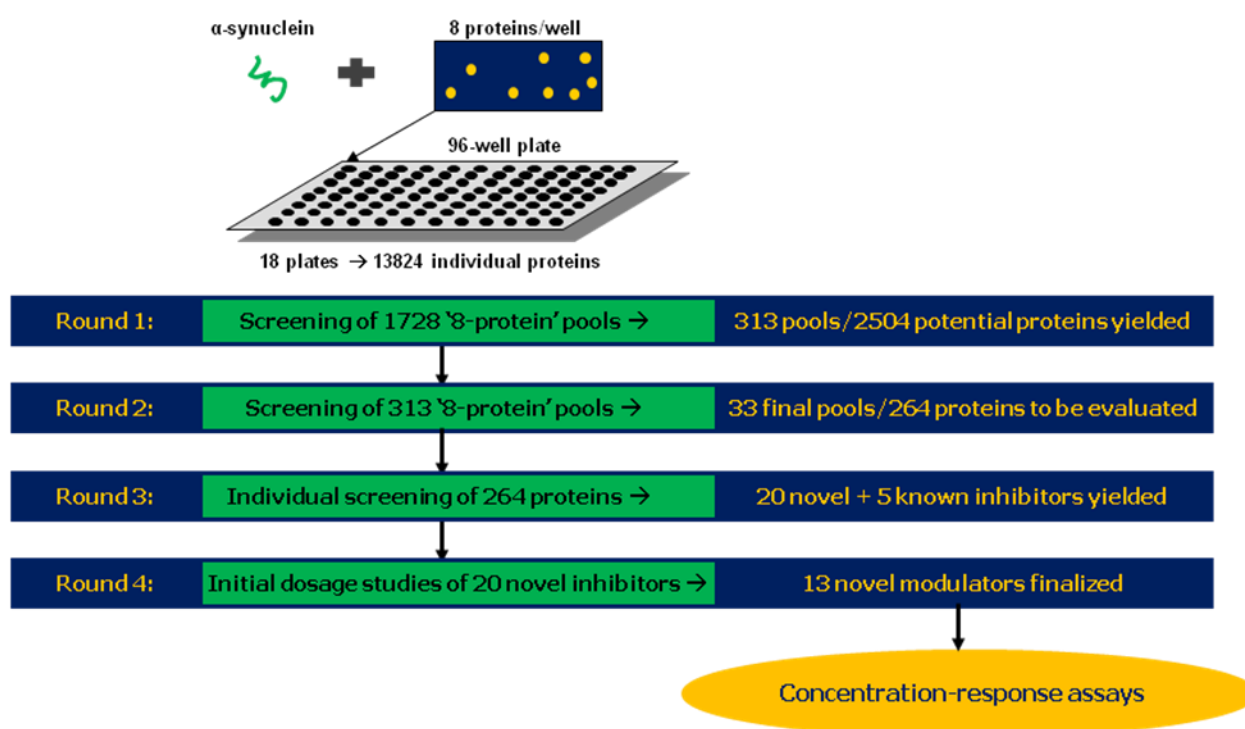 α-synuclein
8 proteins/well
96-well plate
18 plates → 13824 individual proteins
Round 1:
Screening of 1728 ‘8-protein’ pools →
313 pools/2504 potential proteins yielded
Round 2:
Screening of 313 ‘8-protein’ pools →
33 final pools/264 proteins to be evaluated
Round 3:
Individual screening of 264 proteins →
20 novel + 5 known inhibitors yielded
Round 4:
Initial dosage studies of 20 novel inhibitors →
13 novel modulators finalized
Concentration-response assays